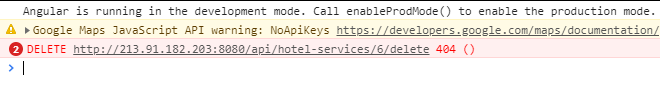 Angular is running in the development mode. Call enableProdMode() to enable the production mode.
Google Maps JavaScript API warning: NoApiKeys https://developers.google.com/maps/documentation/
2 DELETE http://213.91.182.203:8080/api/hotel-services/6/delete 404 ()